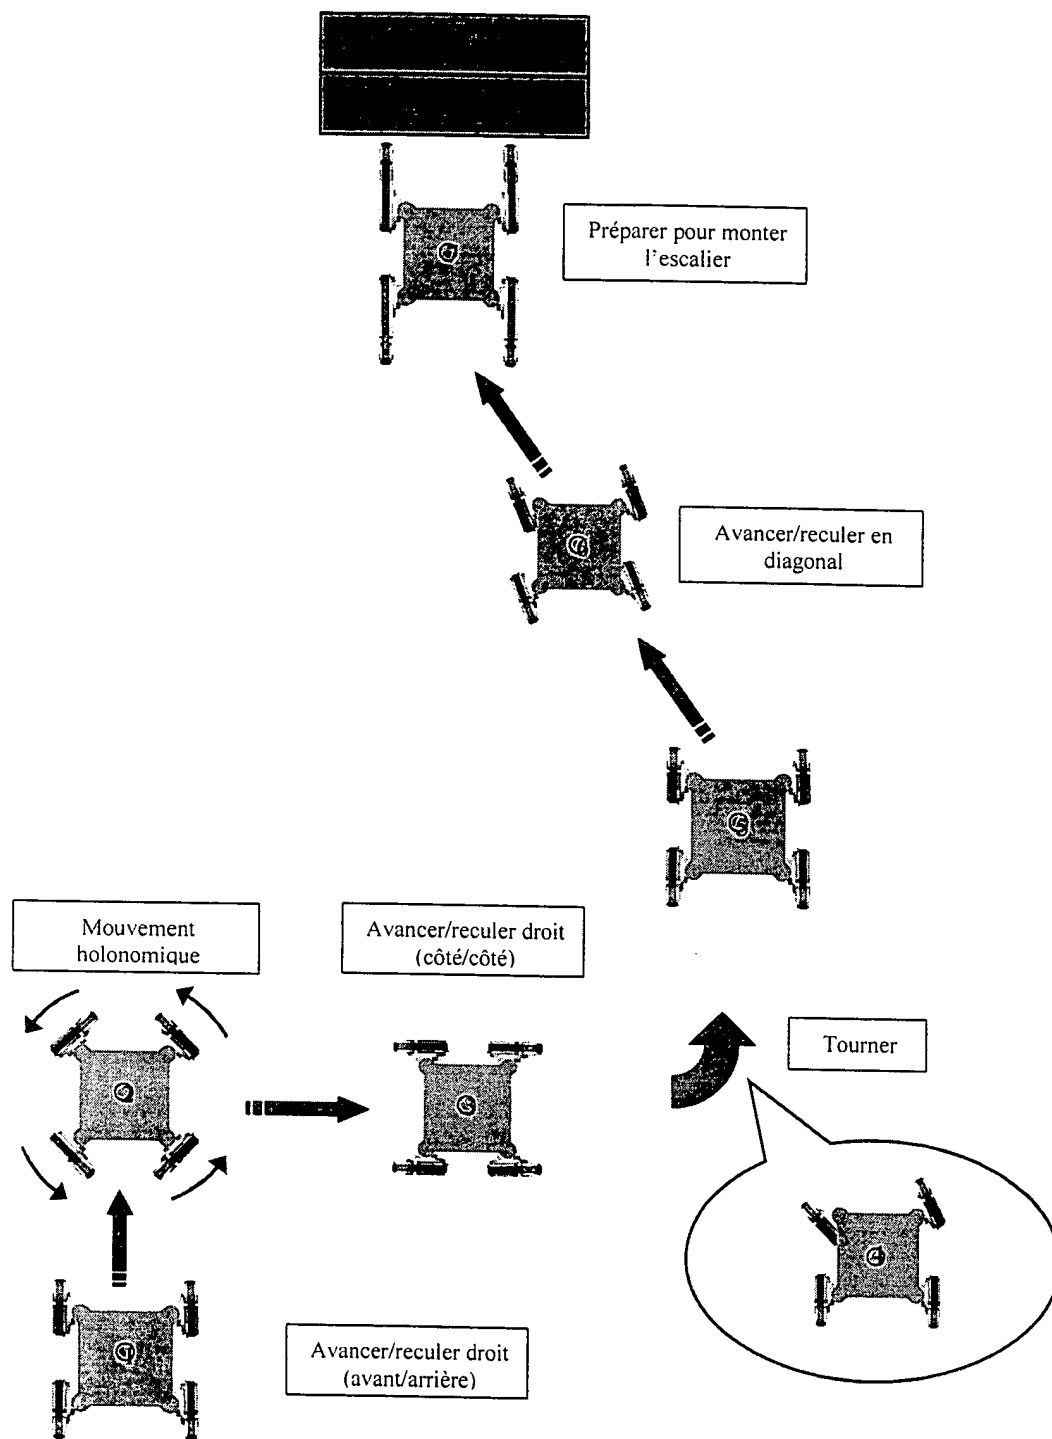 Préparer pour monter
l'escalier
Avancer/reculer en
diagonal
Mouvement
holonomique
Avancer/reculer droit
(côté/côté)
Tourner
Avancer/reculer droit
(avant/arrière)